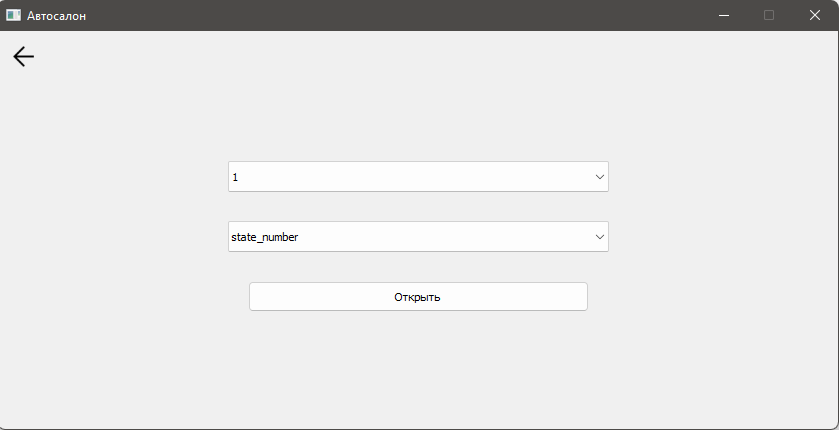 Автосалон
1
state_number
Открыть